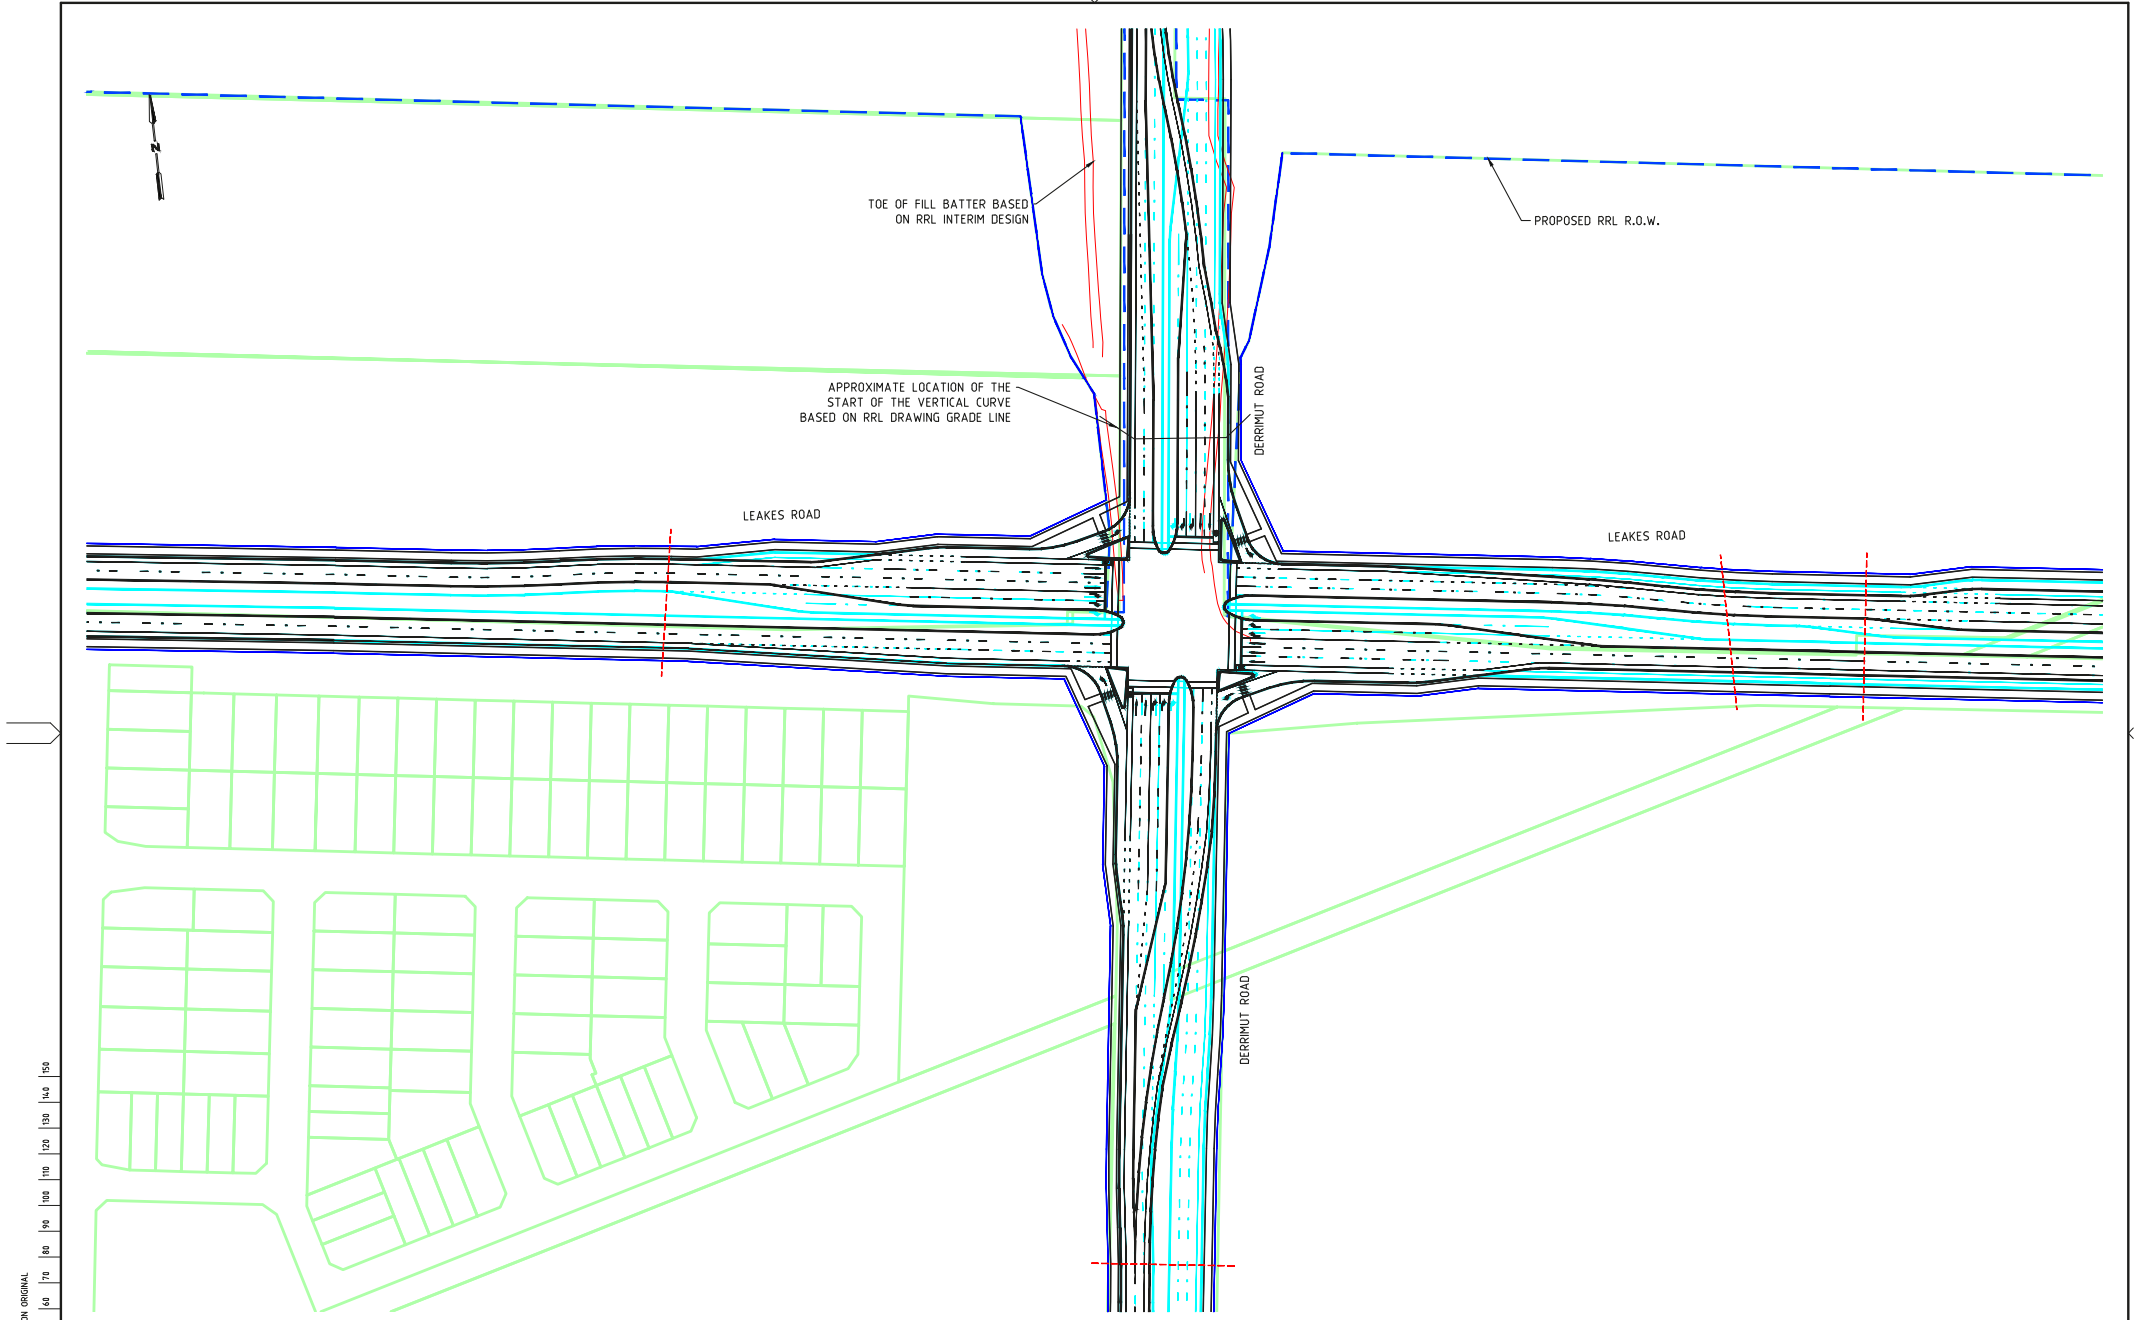 N
TOE OF FILL BATTER BASED
ON RRL INTERIM DESIGN
PROPOSED RRL R.O.W.
APPROXIMATE LOCATION OF THE
START OF THE VERTICAL CURVE
BASED ON RRL DRAWING GRADE LINE
DERRIMUT ROAD
LEAKES ROAD
LEAKES ROAD
DERRIMUT ROAD
150
140
130
120
110
100
90
80
70
60
ON ORIGINAL